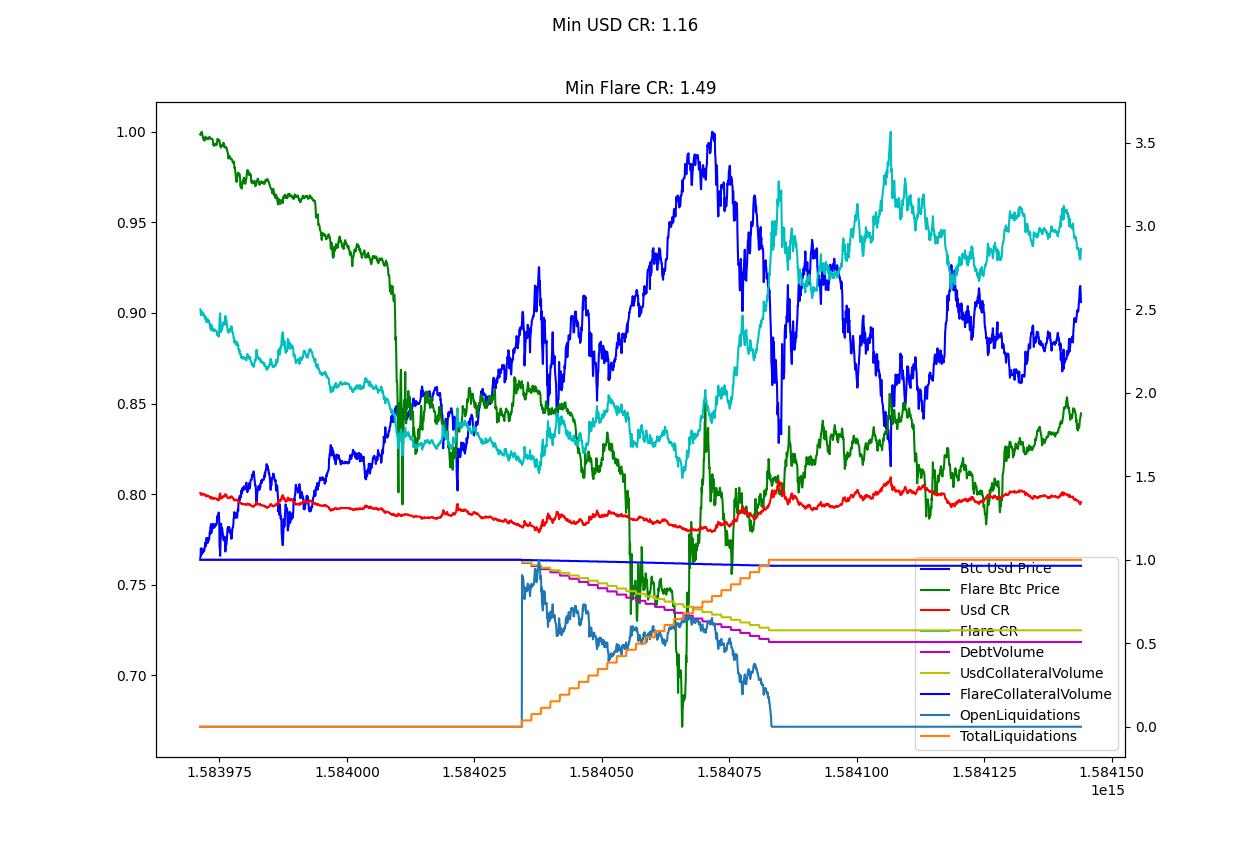 Min USD CR: 1.16
Min Flare CR: 1.49
1.00
0.95
0.90
0.85
0.80
0.75
0.70
3.5
3.0
2.5
2.0
1.5
1.0
0.5
0.0
Btc Usd Price
Flare Btc Price
Usd CR
Flare CR
DebtVolume
UsdCollateralVolume
FlareCollateralVolume
OpenLiquidations
TotalLiquidations
1.583975 1.584000 1.584025 1.584050 1.584075 1.584100 1.584125 1.584150
1e15